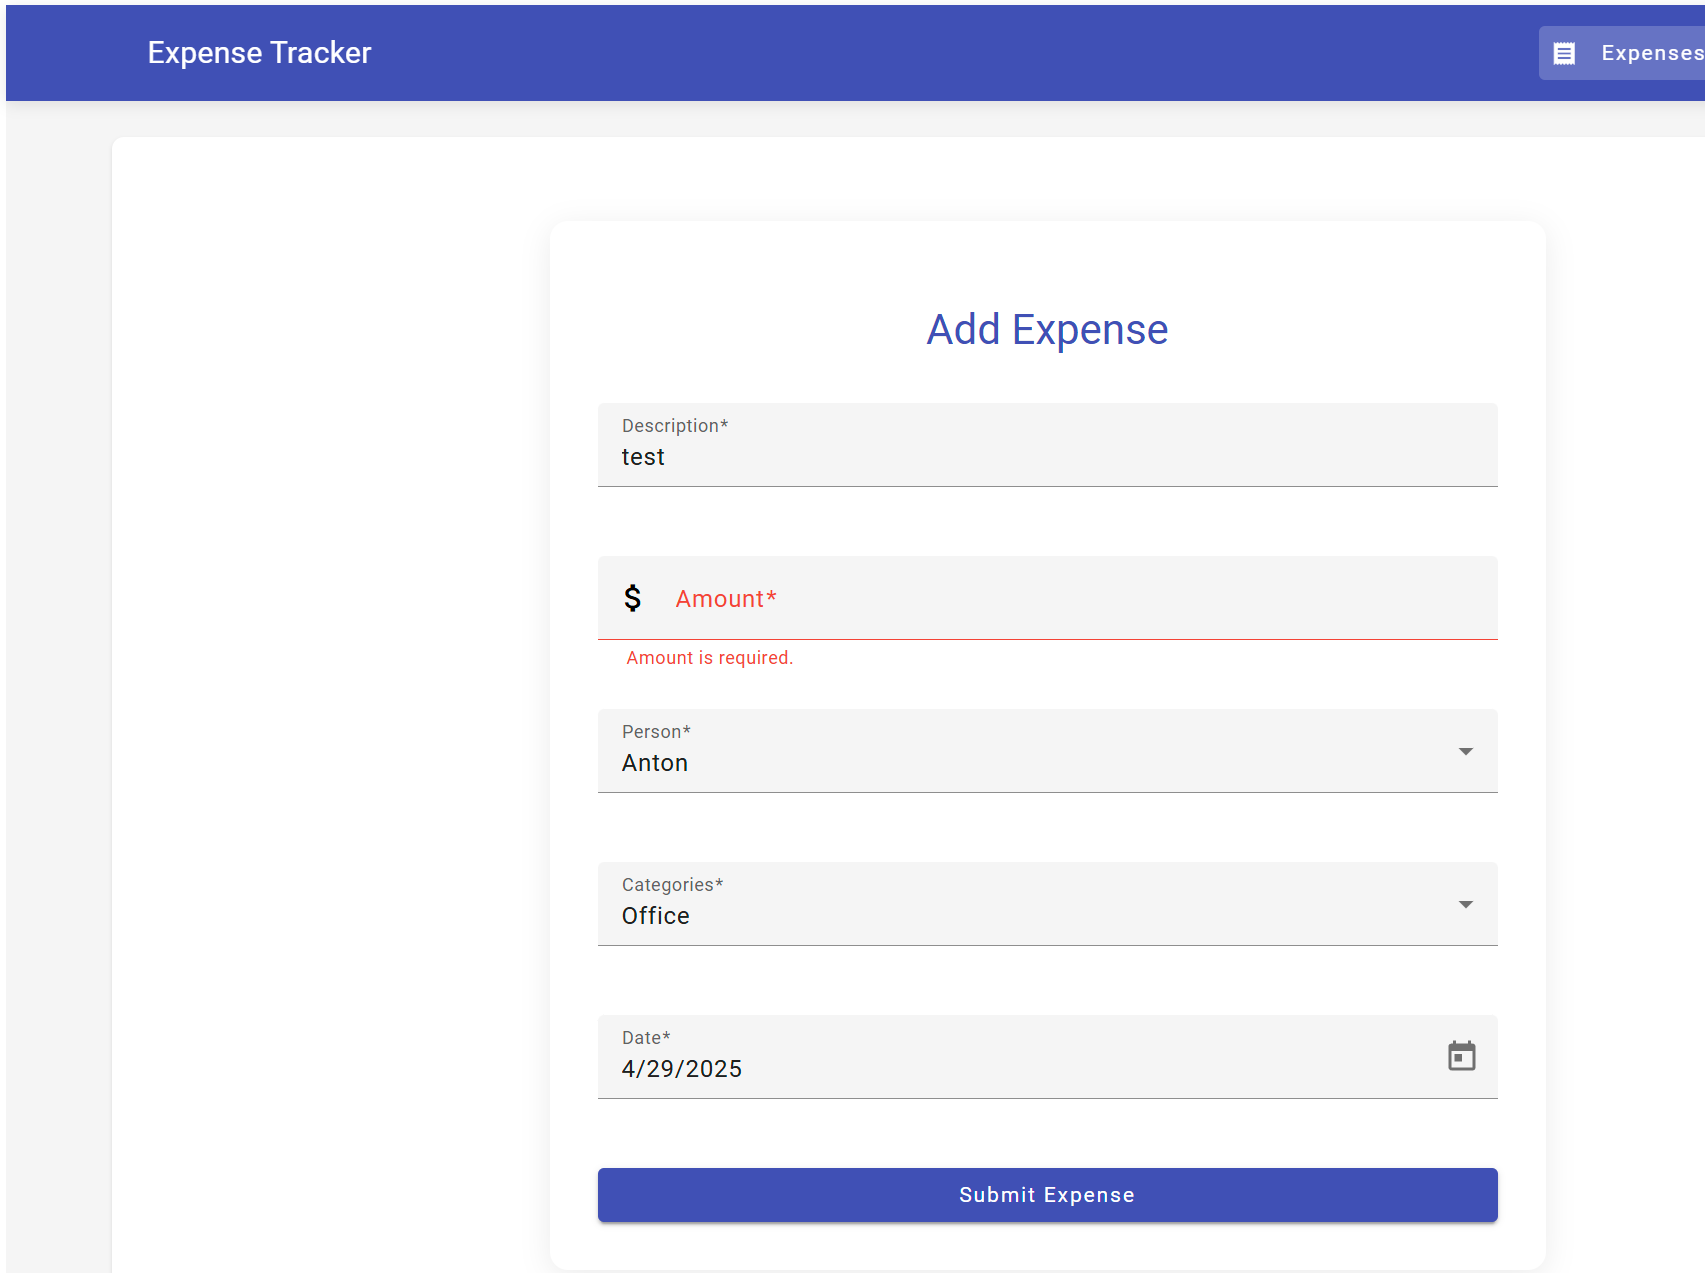 Expense Tracker
Expenses
Add Expense
Description*
test
$ Amount*
Amount is required.
Person*
Anton
Categories*
Office
Date*
4/29/2025
Submit Expense